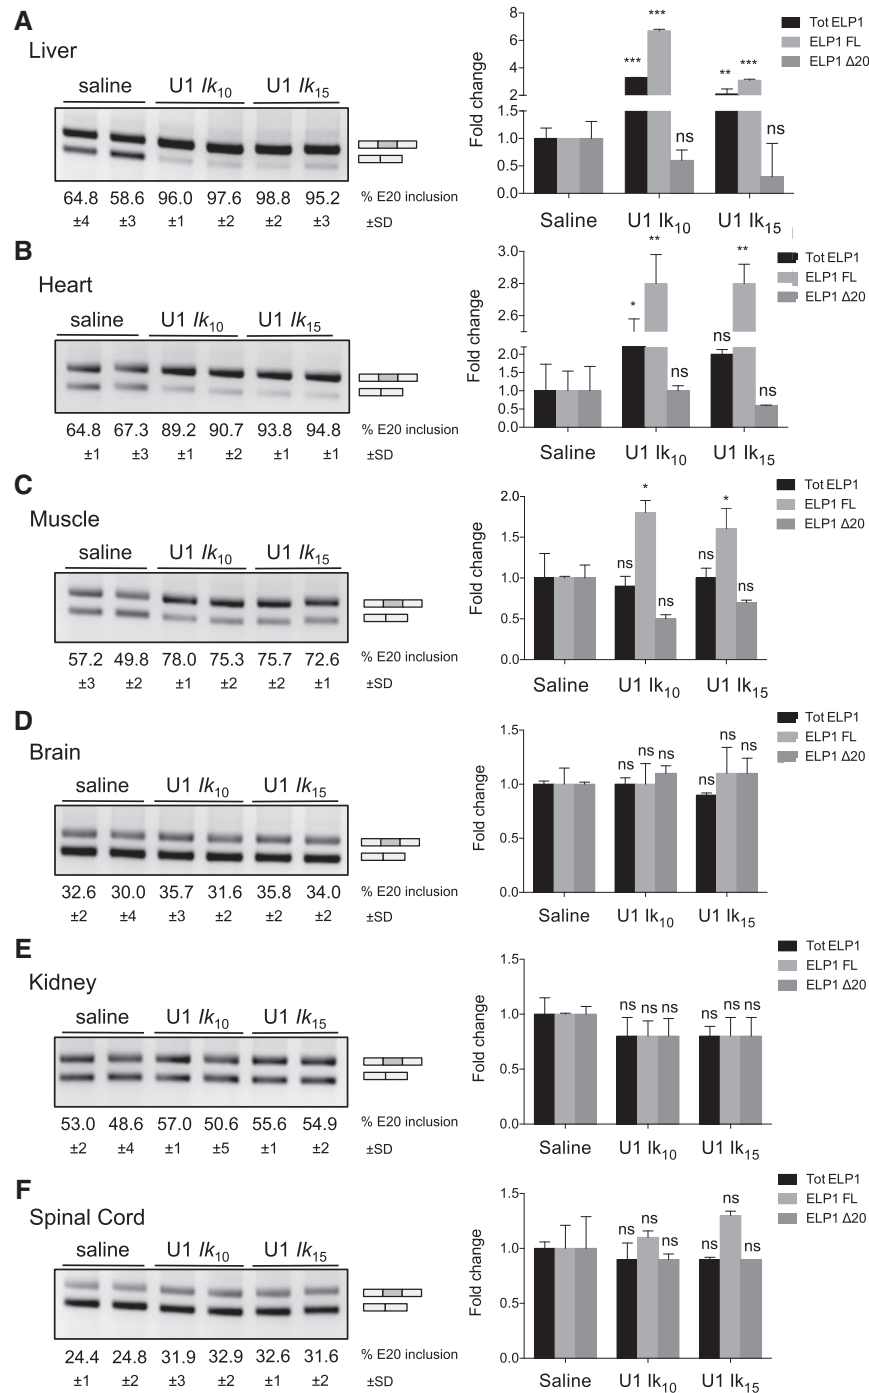 A
Liver
saline U1 Ik10 U1 Ik15
64.8 58.6 96.0 97.6 98.8 95.2 % E20 inclusion
±4 ±3 ±1 ±2 ±2 ±3 ±SD
Fold change
8
6
4
2
1.5
1.0
0.5
0.0
*** *** ns ** *** ns
Saline U1 Ik10 U1 Ik15
Tot ELP1
ELP1 FL
ELP1 Δ20
B
Heart
saline U1 Ik10 U1 Ik15
64.8 67.3 89.2 90.7 93.8 94.8 % E20 inclusion
±1 ±3 ±1 ±2 ±1 ±1 ±SD
Fold change
3.0
2.8
2.6
2.0
1.5
1.0
0.5
0.0
* ** ns ns ** ns
Saline U1 Ik10 U1 Ik15
Tot ELP1
ELP1 FL
ELP1 Δ20
C
Muscle
saline U1 Ik10 U1 Ik15
57.2 49.8 78.0 75.3 75.7 72.6 % E20 inclusion
±3 ±2 ±1 ±2 ±2 ±1 ±SD
Fold change
2.0
1.5
1.0
0.5
0.0
ns * ns ns * ns
Saline U1 Ik10 U1 Ik15
Tot ELP1
ELP1 FL
ELP1 Δ20
D
Brain
saline U1 Ik10 U1 Ik15
32.6 30.0 35.7 31.6 35.8 34.0 % E20 inclusion
±2 ±4 ±3 ±2 ±2 ±2 ±SD
Fold change
1.5
1.0
0.5
0.0
ns ns ns ns ns ns
Saline U1 Ik10 U1 Ik15
Tot ELP1
ELP1 FL
ELP1 Δ20
E
Kidney
saline U1 Ik10 U1 Ik15
53.0 48.6 57.0 50.6 55.6 54.9 % E20 inclusion
±2 ±4 ±1 ±5 ±1 ±2 ±SD
Fold change
1.5
1.0
0.5
0.0
ns ns ns ns ns ns
Saline U1 Ik10 U1 Ik15
Tot ELP1
ELP1 FL
ELP1 Δ20
F
Spinal Cord
saline U1 Ik10 U1 Ik15
24.4 24.8 31.9 32.9 32.6 31.6 % E20 inclusion
±1 ±2 ±3 ±2 ±1 ±2 ±SD
Fold change
1.5
1.0
0.5
0.0
ns ns ns ns ns ns
Saline U1 Ik10 U1 Ik15
Tot ELP1
ELP1 FL
ELP1 Δ20